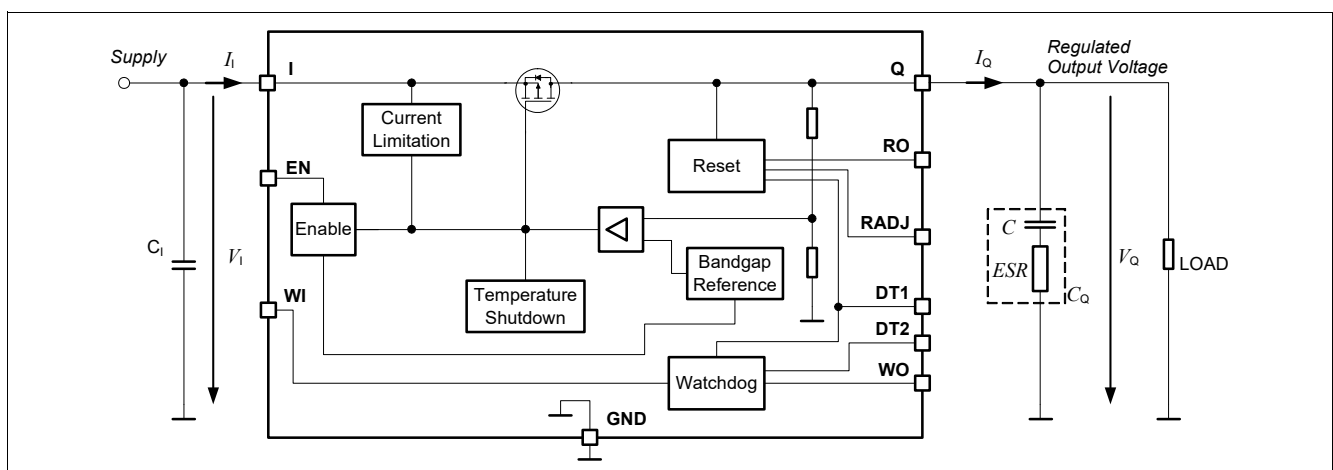 Supply
I_I
I
Q
I_Q
Regulated
Output Voltage
Current
Limitation
EN
Reset
RO
Enable
RADJ
C_I
V_I
Bandgap
Reference
C
ESR
C_Q
V_Q
LOAD
WI
Temperature
Shutdown
DT1
DT2
Watchdog
WO
GND